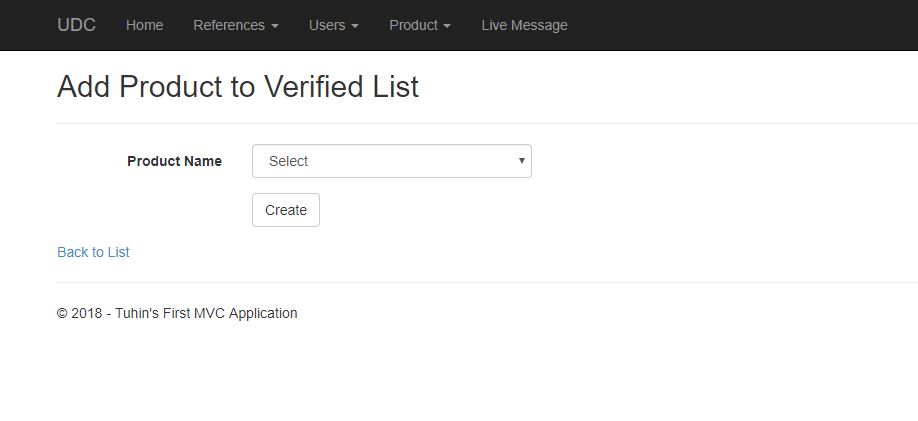 UDC Home References Users Product Live Message
Add Product to Verified List
Product Name Select
Create
Back to List
© 2018 - Tuhin's First MVC Application